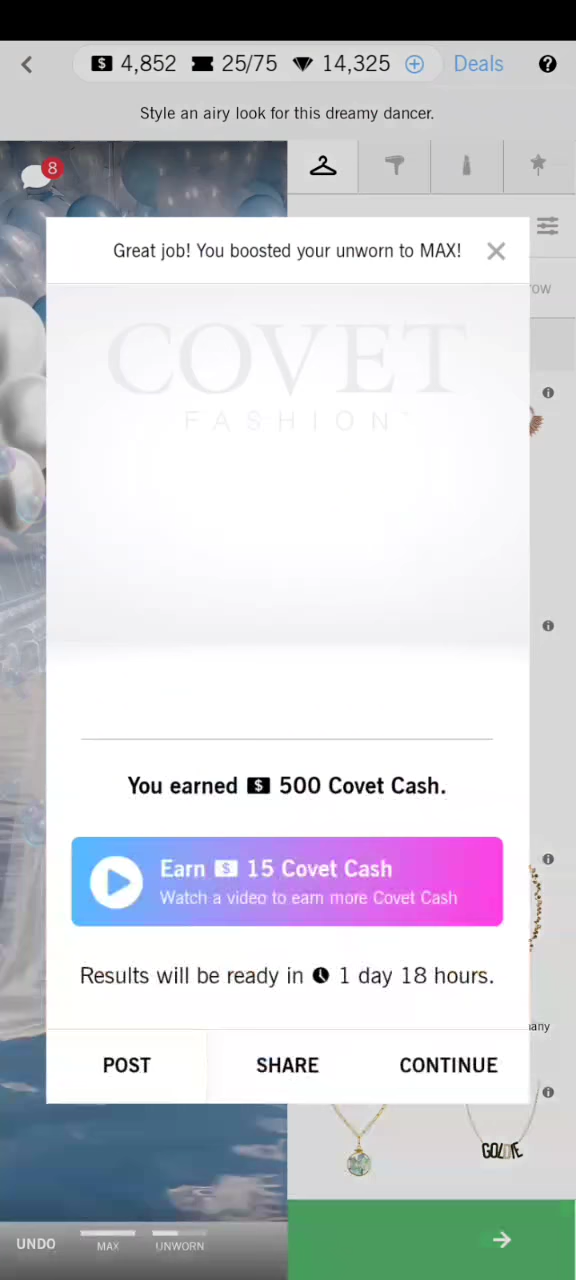 4,852 25/75 14,325 Deals ?
Style an airy look for this dreamy dancer.
8
Great job! You boosted your unworn to MAX!
OW
COVET
FASHION
You earned $ 500 Covet Cash.
Earn $ 15 Covet Cash
Watch a video to earn more Covet Cash
Results will be ready in 1 day 18 hours.
any
POST SHARE CONTINUE
GOLDIE
UNDO MAX UNWORN